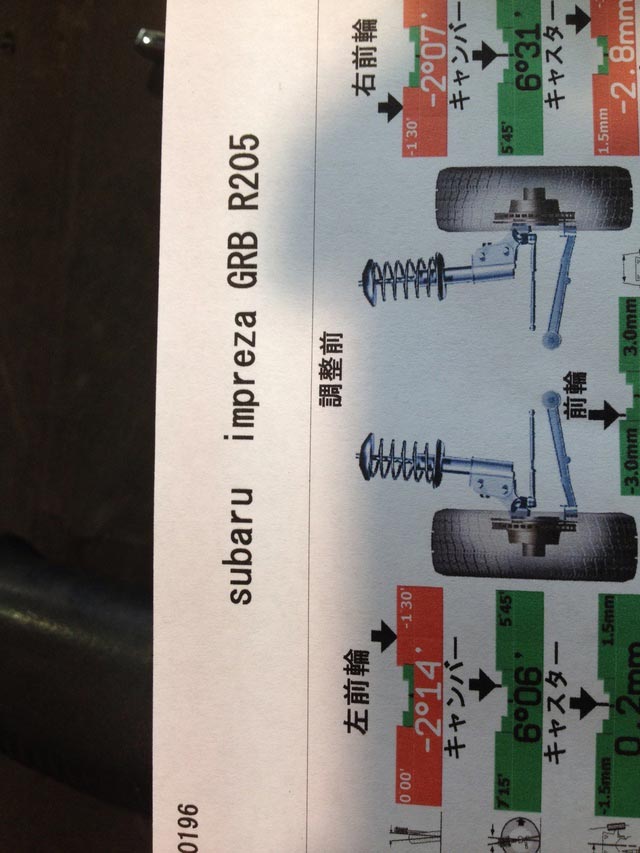 0196
subaru impreza GRB R205
調整前
左前輪
右前輪
0°00' -1°30'
-2°14'
キャンバー
-1°30'
-2°07'
キャンバー
7°15' 5°45'
6°06'
キャスター
5°45'
6°31'
キャスター
前輪
-1.5mm 1.5mm
0.2mm
-3.0mm 3.0mm
1.5mm
-2.8mm